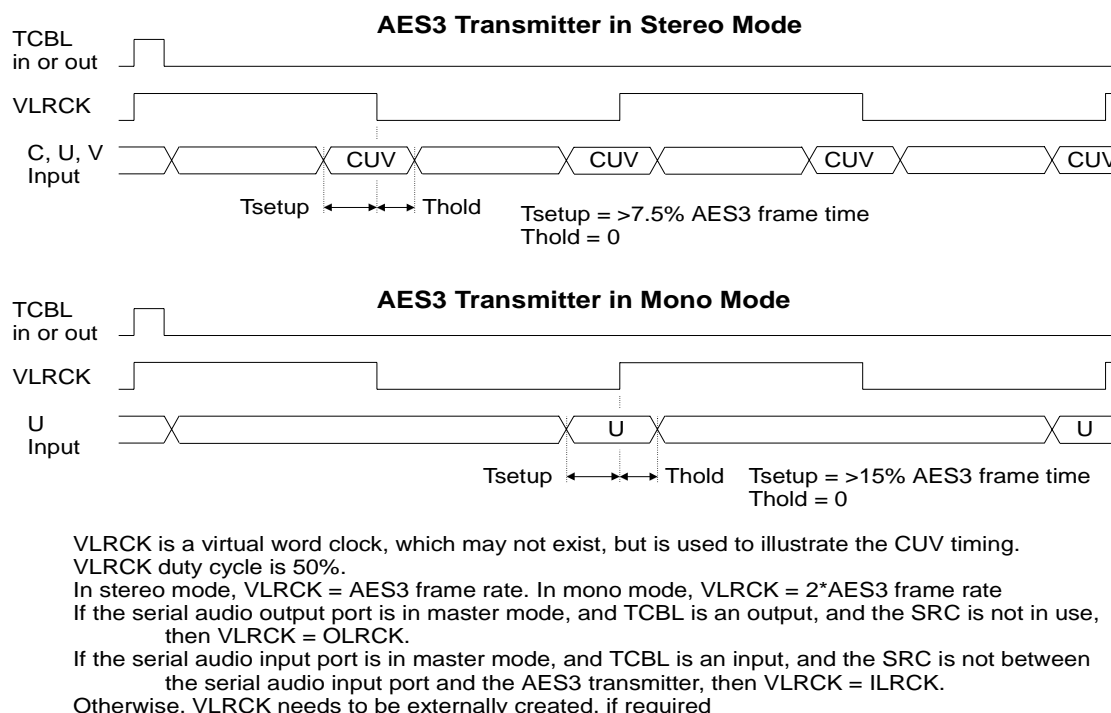 AES3 Transmitter in Stereo Mode
TCBL
in or out
VLRCK
C, U, V
Input
CUV CUV CUV CUV
Tsetup Thold
Tsetup = >7.5% AES3 frame time
Thold = 0
AES3 Transmitter in Mono Mode
TCBL
in or out
VLRCK
U
Input
U U
Tsetup Thold
Tsetup = >15% AES3 frame time
Thold = 0
VLRCK is a virtual word clock, which may not exist, but is used to illustrate the CUV timing.
VLRCK duty cycle is 50%.
In stereo mode, VLRCK = AES3 frame rate. In mono mode, VLRCK = 2*AES3 frame rate
If the serial audio output port is in master mode, and TCBL is an output, and the SRC is not in use,
then VLRCK = OLRCK.
If the serial audio input port is in master mode, and TCBL is an input, and the SRC is not between
the serial audio input port and the AES3 transmitter, then VLRCK = ILRCK.
Otherwise, VLRCK needs to be externally created, if required